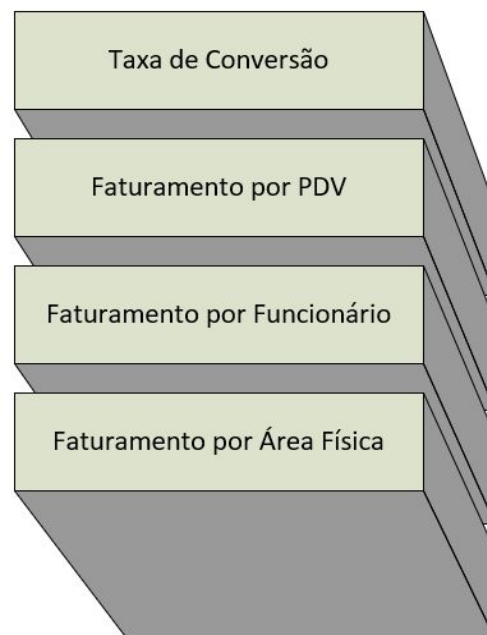 Taxa de Conversão
Faturamento por PDV
Faturamento por Funcionário
Faturamento por Área Física